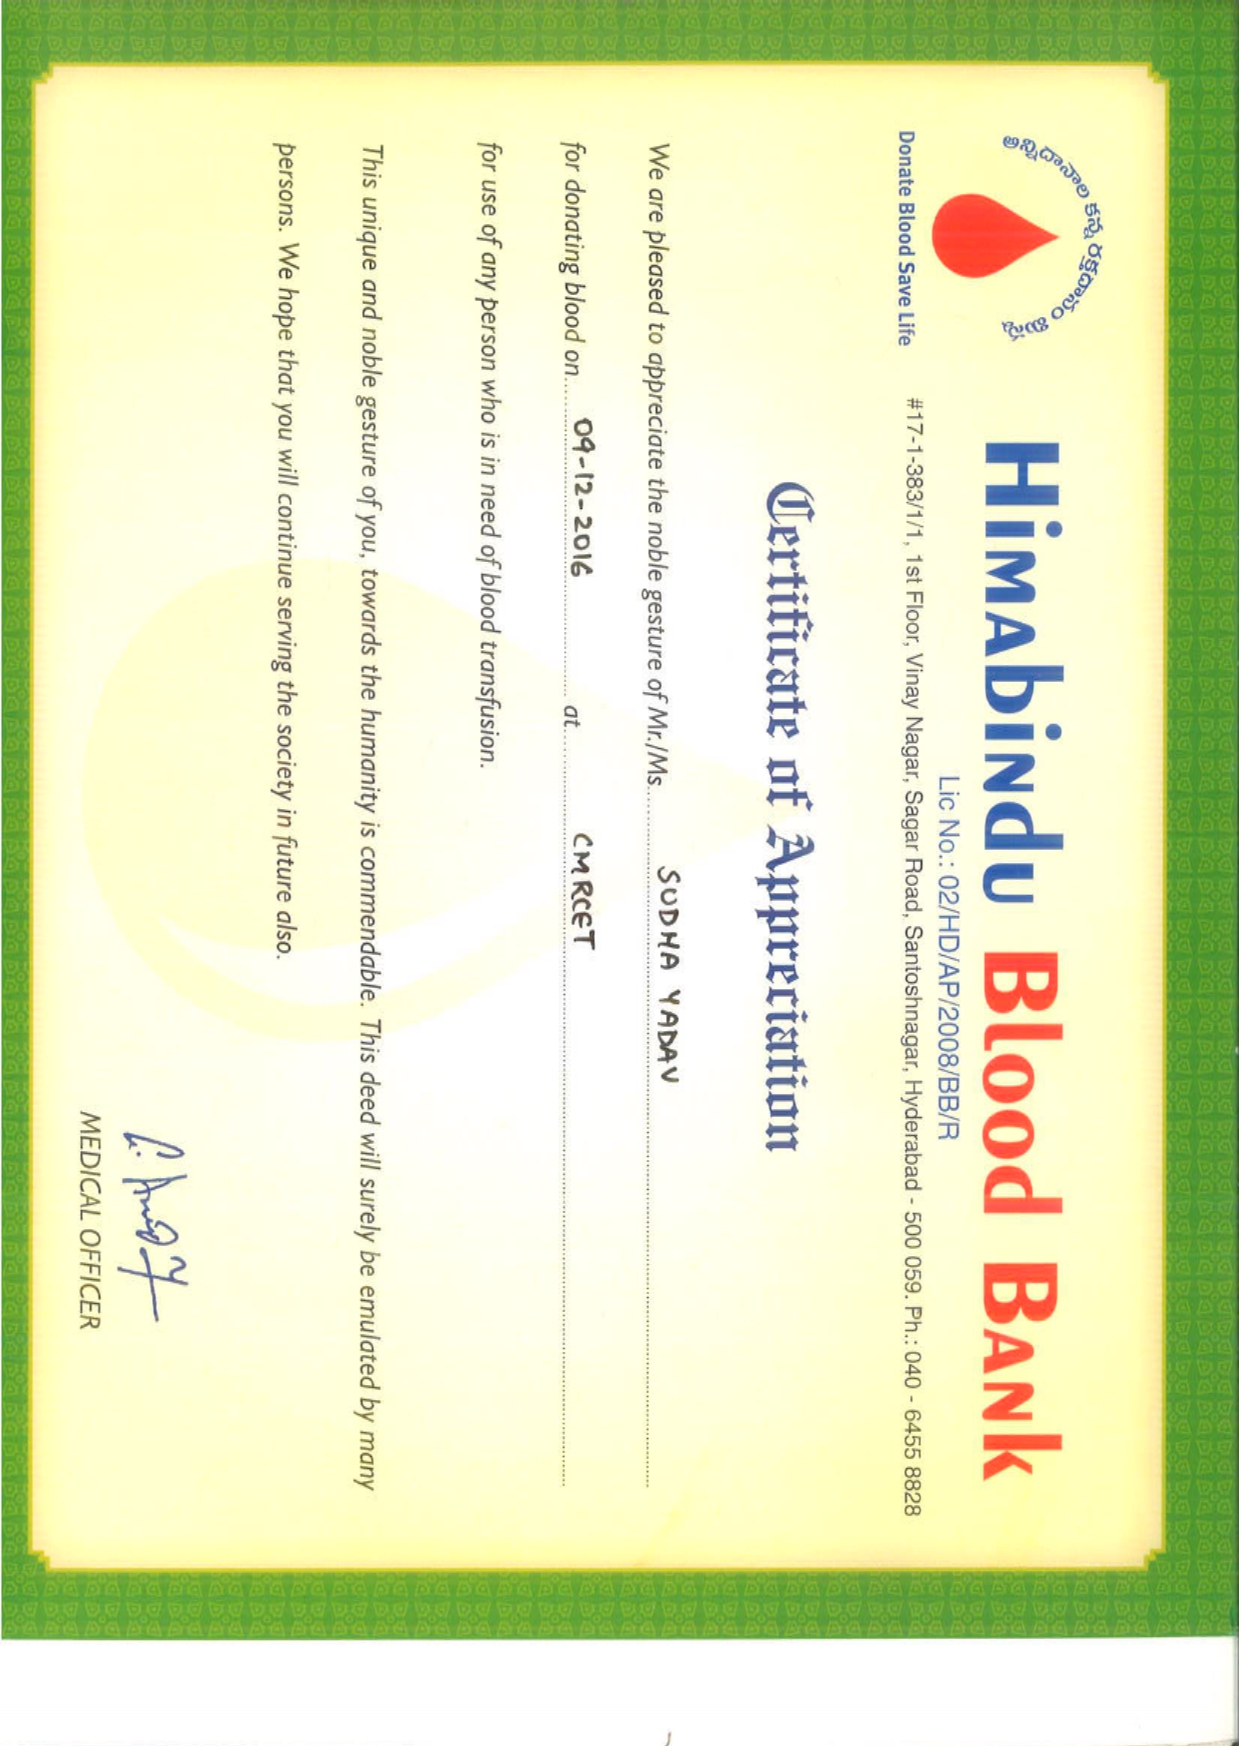 అన్నిదానాల కన్న రక్తదానం మిన్న
Donate Blood Save Life
HiMAbiNdu Blood BANk
Lic No.: 02/HD/AP/2008/BB/R
#17-1-383/1/1, 1st Floor, Vinay Nagar, Sagar Road, Santoshnagar, Hyderabad - 500 059. Ph.: 040 - 6455 8828
Certificate of Appreciation
We are pleased to appreciate the noble gesture of Mr./Ms. SUDHA YADAV
for donating blood on 09-12-2016 at CMRCET
for use of any person who is in need of blood transfusion.
This unique and noble gesture of you, towards the humanity is commendable. This deed will surely be emulated by many
persons. We hope that you will continue serving the society in future also.
MEDICAL OFFICER